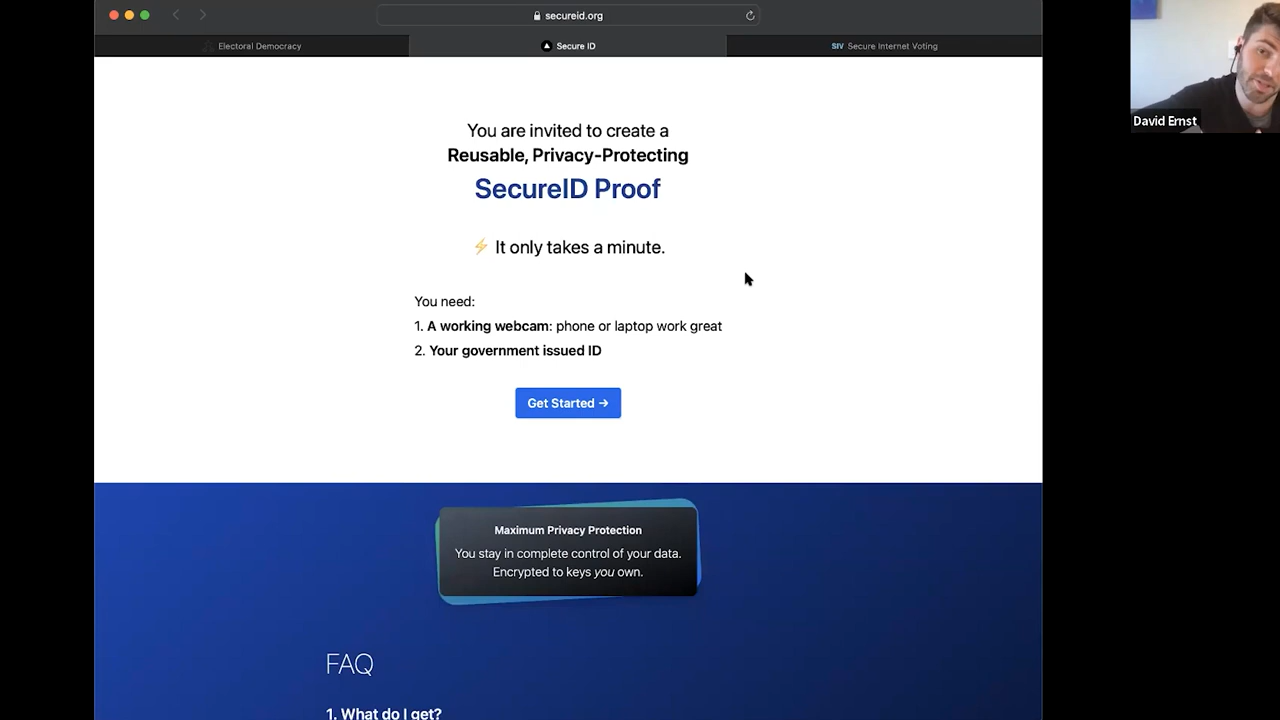 secureid.org
Electoral Democracy
Secure ID
SIV Secure Internet Voting
David Ernst
You are invited to create a
Reusable, Privacy-Protecting
SecureID Proof
⚡ It only takes a minute.
You need:
1. A working webcam: phone or laptop work great
2. Your government issued ID
Get Started →
Maximum Privacy Protection
You stay in complete control of your data.
Encrypted to keys you own.
FAQ
1. What do I get?